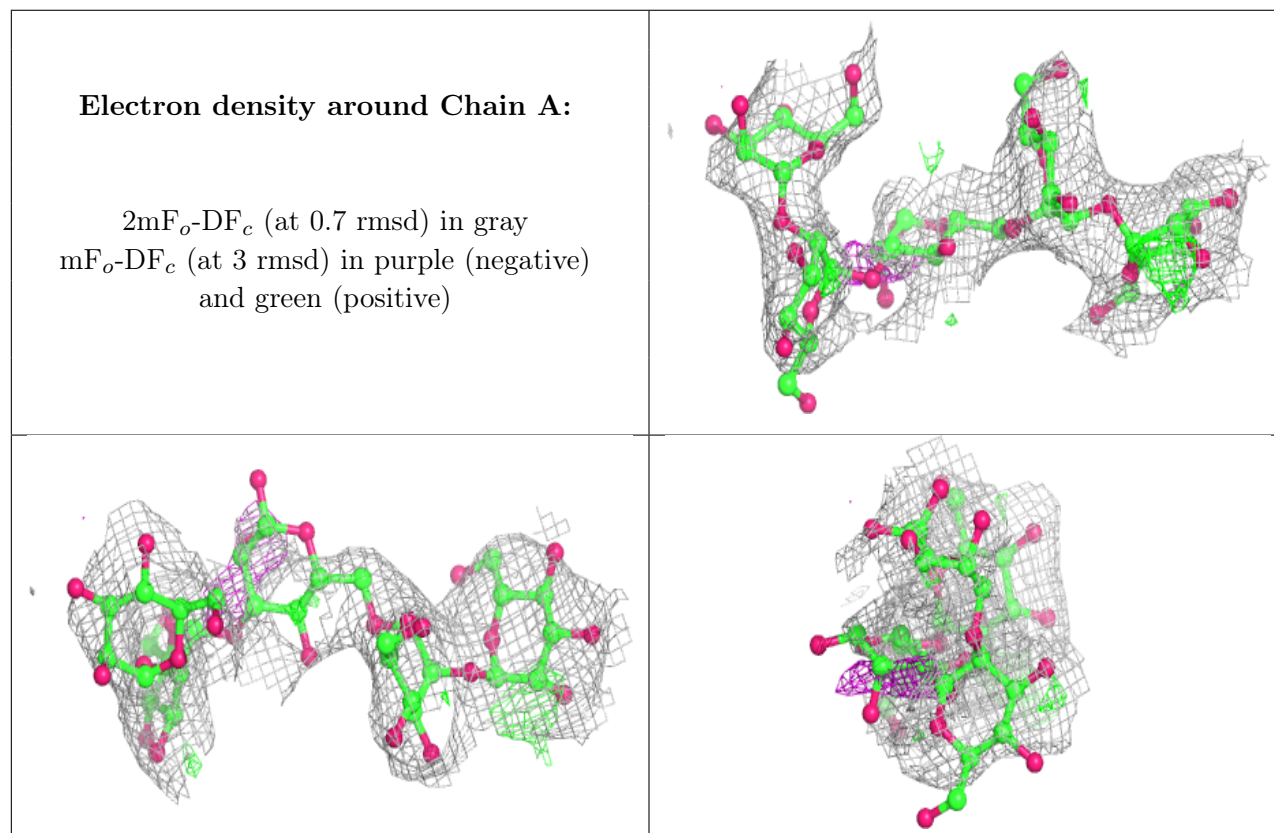 Electron density around Chain A:
2mFₒ-DF𝒸 (at 0.7 rmsd) in gray
mFₒ-DF𝒸 (at 3 rmsd) in purple (negative)
and green (positive)